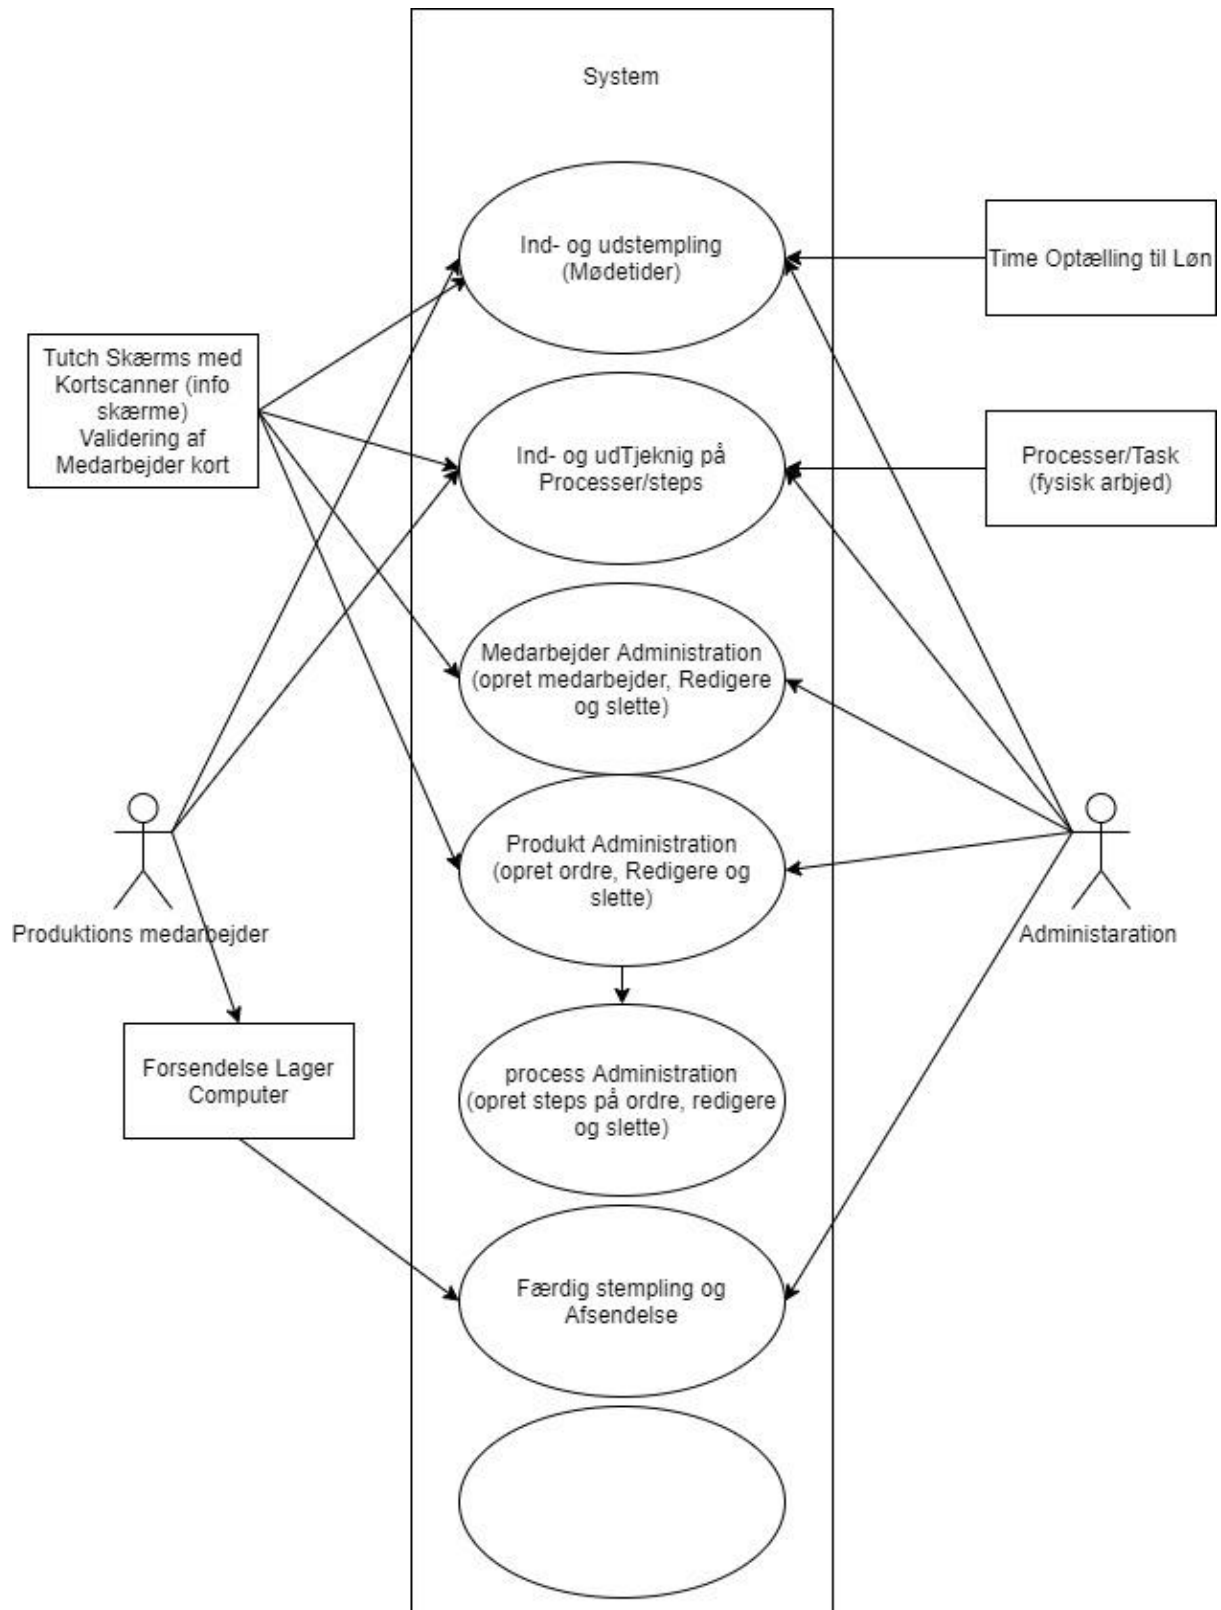 System
Ind- og udstempling
(Mødetider)
Time Optælling til Løn
Tutch Skærms med
Kortscanner (info
skærme)
Validering af
Medarbejder kort
Ind- og udTjeknig på
Processer/steps
Processer/Task
(fysisk arbjed)
Medarbejder Administration
(opret medarbejder, Redigere
og slette)
Produkt Administration
(opret ordre, Redigere og
slette)
Produktions medarbejder
Administaration
Forsendelse Lager
Computer
process Administration
(opret steps på ordre, redigere
og slette)
Færdig stempling og
Afsendelse